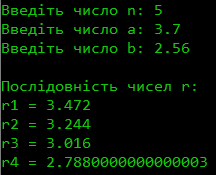 Введіть число n: 5
Введіть число a: 3.7
Введіть число b: 2.56
Послідовність чисел r:
r1 = 3.472
r2 = 3.244
r3 = 3.016
r4 = 2.7880000000000003